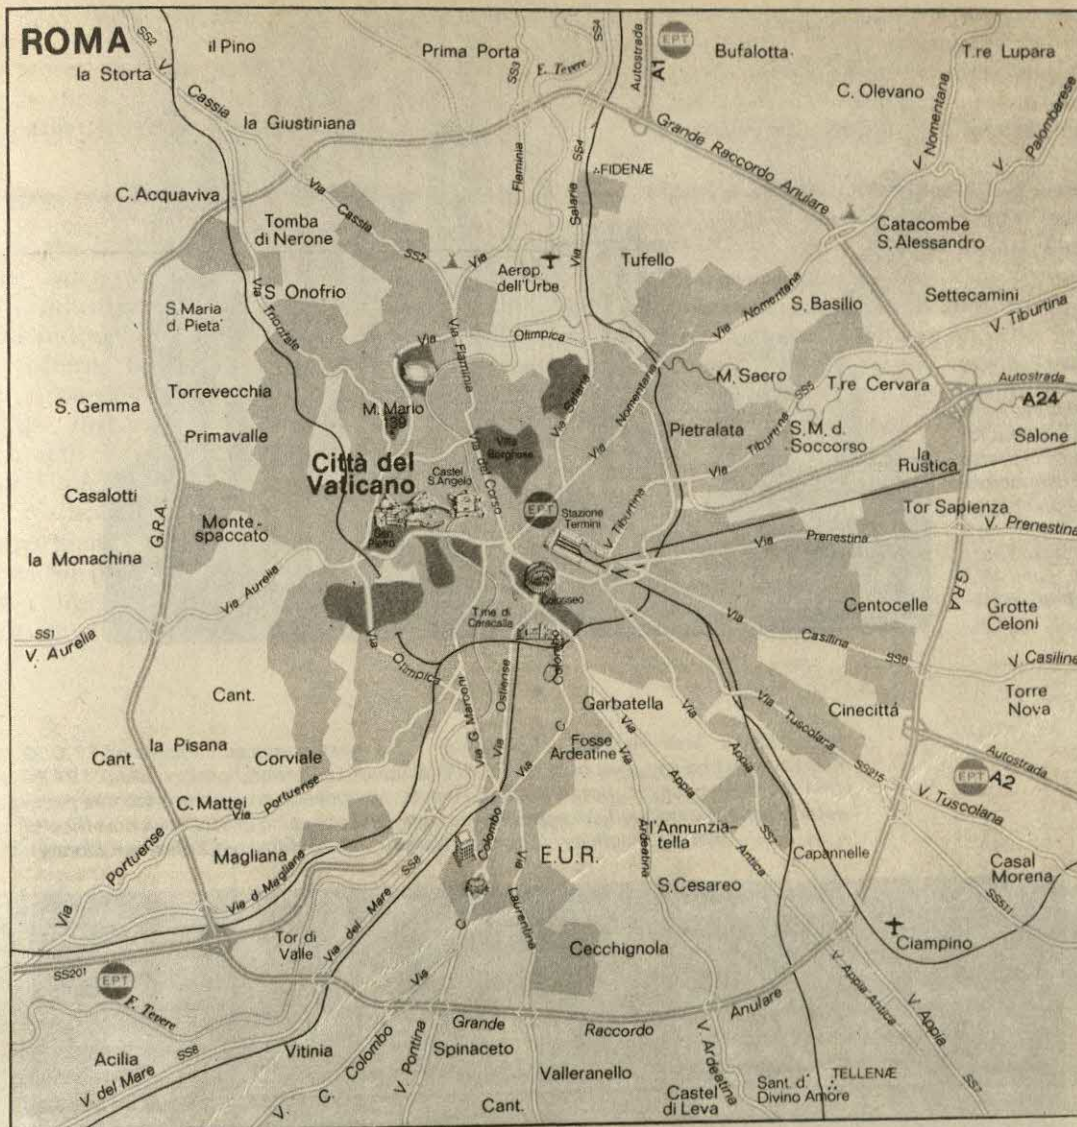 ROMA
SS2
V.
Cassia
il Pino
la Storta
Prima Porta
SS3
F. Tevere
SS4
Autostrada
A1
EPT
Bufalotta
T.re Lupara
C. Olevano
V. Nomentana
V. Palombarese
la Giustiniana
Grande Raccordo Anulare
Flaminia
SS4
Salaria
Via
.:FIDENÆ
C. Acquaviva
Via
Cassia
SS2
Tomba
di Nerone
Via
Aerop.
dell'Urbe
Tufello
Catacombe
S. Alessandro
S. Onofrio
Via Trionfale
S. Maria
d. Pietà
Via
Olimpica
Via Flaminia
Via Nomentana
S. Basilio
Settecamini
V. Tiburtina
Torrevecchia
M. Sacro
SS5
T.re Cervara
Autostrada
A24
S. Gemma
M. Mario
139
Via Salaria
Nomentana
Via
Pietralata
Tiburtina
S.M. d.
Soccorso
Salone
Primavalle
Via del Corso
Villa
Borghese
la
Rustica
Città del
Vaticano
Castel
S. Angelo
Via
Casalotti
G.R.A.
EPT
Stazione
Termini
V. Tiburtina
Tor Sapienza
Monte-
spaccato
San
Pietro
Via
Prenestina
V. Prenestina
la Monachina
Colosseo
G.R.A
Via Aurelia
T.me di
Caracalla
Via
Centocelle
Grotte
Celoni
SS1
V. Aurelia
Via
Olimpica
Colombo
Casilina
SS6
V Casilina
Cant.
Via G. Marconi
Via Ostiense
Garbatella
Via
Via
Via Tuscolana
Cinecittá
Torre
Nova
la Pisana
C.
Fosse
Ardeatine
Appia
Appia
Cant.
Corviale
Via
SS215
Autostrada
EPT
A2
C. Mattei
Via Portuense
V. Tuscolana
Colombo
Via
Laurentina
E.U.R.
Ardeatina
l'Annunzia-
tella
Antica
SS7
Capannelle
Via Portuense
Magliana
Via d. Magliana
SS8
Casal
Morena
SS511
S. Cesareo
Tor di
Valle
Via del Mare
C.
Via
Cecchignola
Ciampino
SS201
EPT
F. Tevere
Grande
Raccordo
Anulare
V. Appia Antica
V. Appia
SS7
Acilia
V. del Mare
SS8
Vitinia
V. C. Colombo
V. Pontina
Spinaceto
Valleranello
V. Ardeatina
Cant.
Castel
di Leva
Sant. d'
Divino Amore
.:TELLENÆ